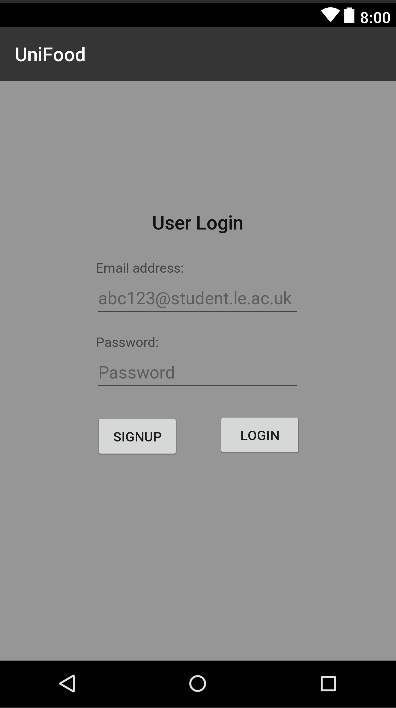 8:00
UniFood
User Login
Email address:
abc123@student.le.ac.uk
Password:
Password
SIGNUP LOGIN